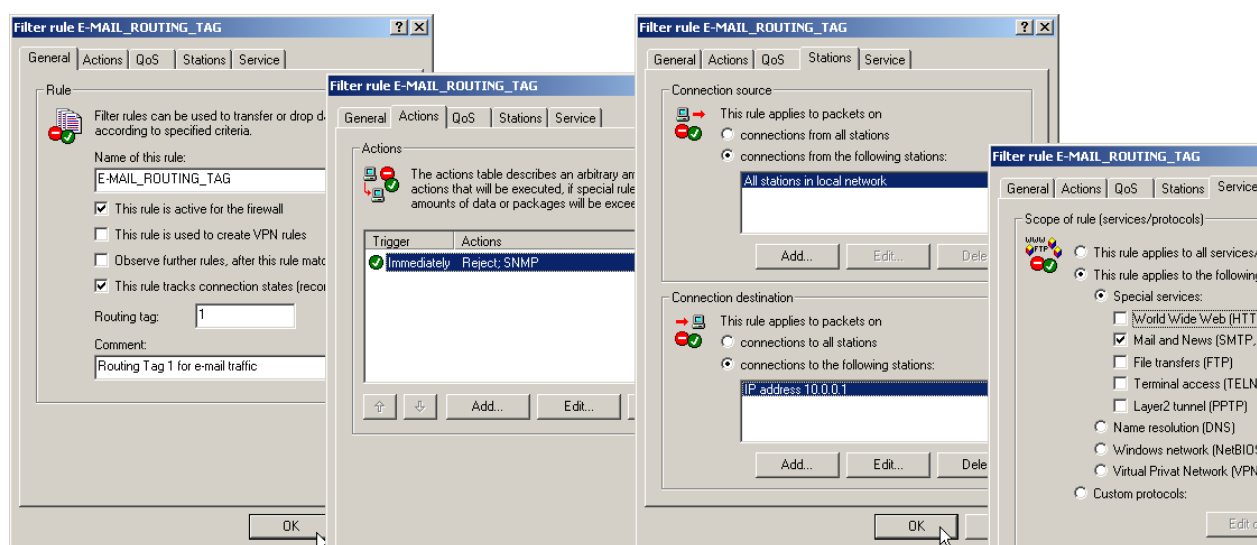 Filter rule E-MAIL_ROUTING_TAG
General Actions QoS Stations Service
Rule
Filter rules can be used to transfer or drop d
according to specified criteria.
Name of this rule:
E-MAIL_ROUTING_TAG
This rule is active for the firewall
This rule is used to create VPN rules
Observe further rules, after this rule matc
This rule tracks connection states (reco
Routing tag: 1
Comment:
Routing Tag 1 for e-mail traffic
OK
Filter rule E-MAIL_ROUTING_TAG
General Actions QoS Stations Service
Actions
The actions table describes an arbitrary am
actions that will be executed, if special rule
amounts of data or packages will be excee
Trigger Actions
Immediately Reject; SNMP
Add... Edit...
Filter rule E-MAIL_ROUTING_TAG
General Actions QoS Stations Service
Connection source
This rule applies to packets on
connections from all stations
connections from the following stations:
All stations in local network
Add... Edit... Dele
Connection destination
This rule applies to packets on
connections to all stations
connections to the following stations:
IP address 10.0.0.1
Add... Edit... Dele
OK
Filter rule E-MAIL_ROUTING_TAG
General Actions QoS Stations Service
Scope of rule (services/protocols)
WWW
FTP
This rule applies to all services/
This rule applies to the following
Special services:
World Wide Web (HTT
Mail and News (SMTP,
File transfers (FTP)
Terminal access (TELN
Layer2 tunnel (PPTP)
Name resolution (DNS)
Windows network (NetBIOS
Virtual Privat Network (VPN
Custom protocols:
Edit c